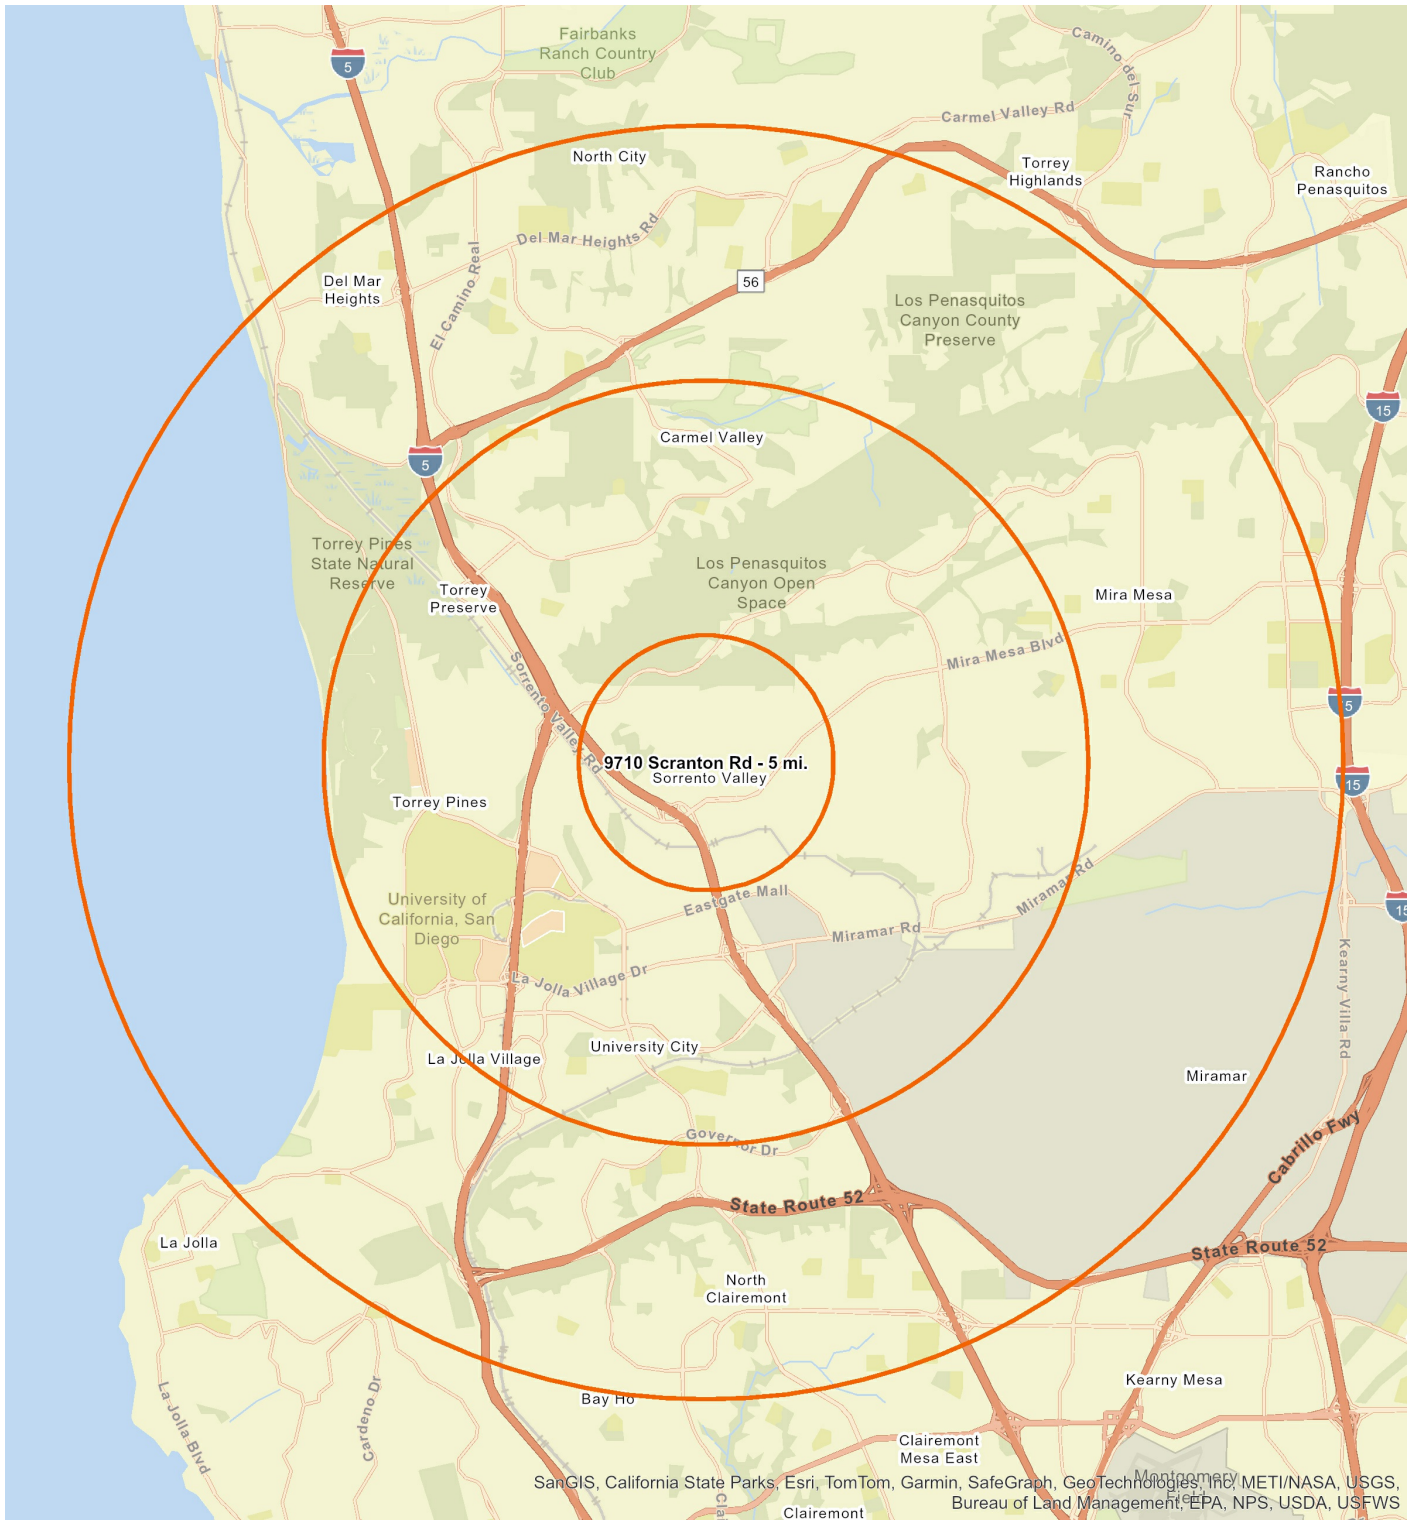 Fairbanks
Ranch Country
Club
5
Camino del Sur
Carmel Valley Rd
North City
Torrey
Highlands
Rancho
Penasquitos
Del Mar Heights Rd
El Camino Real
Del Mar
Heights
56
Los Penasquitos
Canyon County
Preserve
15
Carmel Valley
5
Torrey Pines
State Natural
Reserve
Los Penasquitos
Canyon Open
Space
Torrey
Preserve
Mira Mesa
Mira Mesa Blvd
Sorrento Valley Rd
9710 Scranton Rd - 5 mi.
Sorrento Valley
15
Torrey Pines
Miramar Rd
University of
California, San
Diego
Eastgate Mall
15
Miramar Rd
La Jolla Village Dr
Kearny Villa Rd
University City
La Jolla Village
Miramar
Governor Dr
Cabrillo Fwy
State Route 52
La Jolla
State Route 52
North
Clairemont
Kearny Mesa
La Jolla Blvd
Cardeno Dr
Bay Ho
Clairemont
Mesa East
Montgomery
Field
SanGIS, California State Parks, Esri, TomTom, Garmin, SafeGraph, GeoTechnologies, Inc, METI/NASA, USGS,
Bureau of Land Management, EPA, NPS, USDA, USFWS
Clairemont